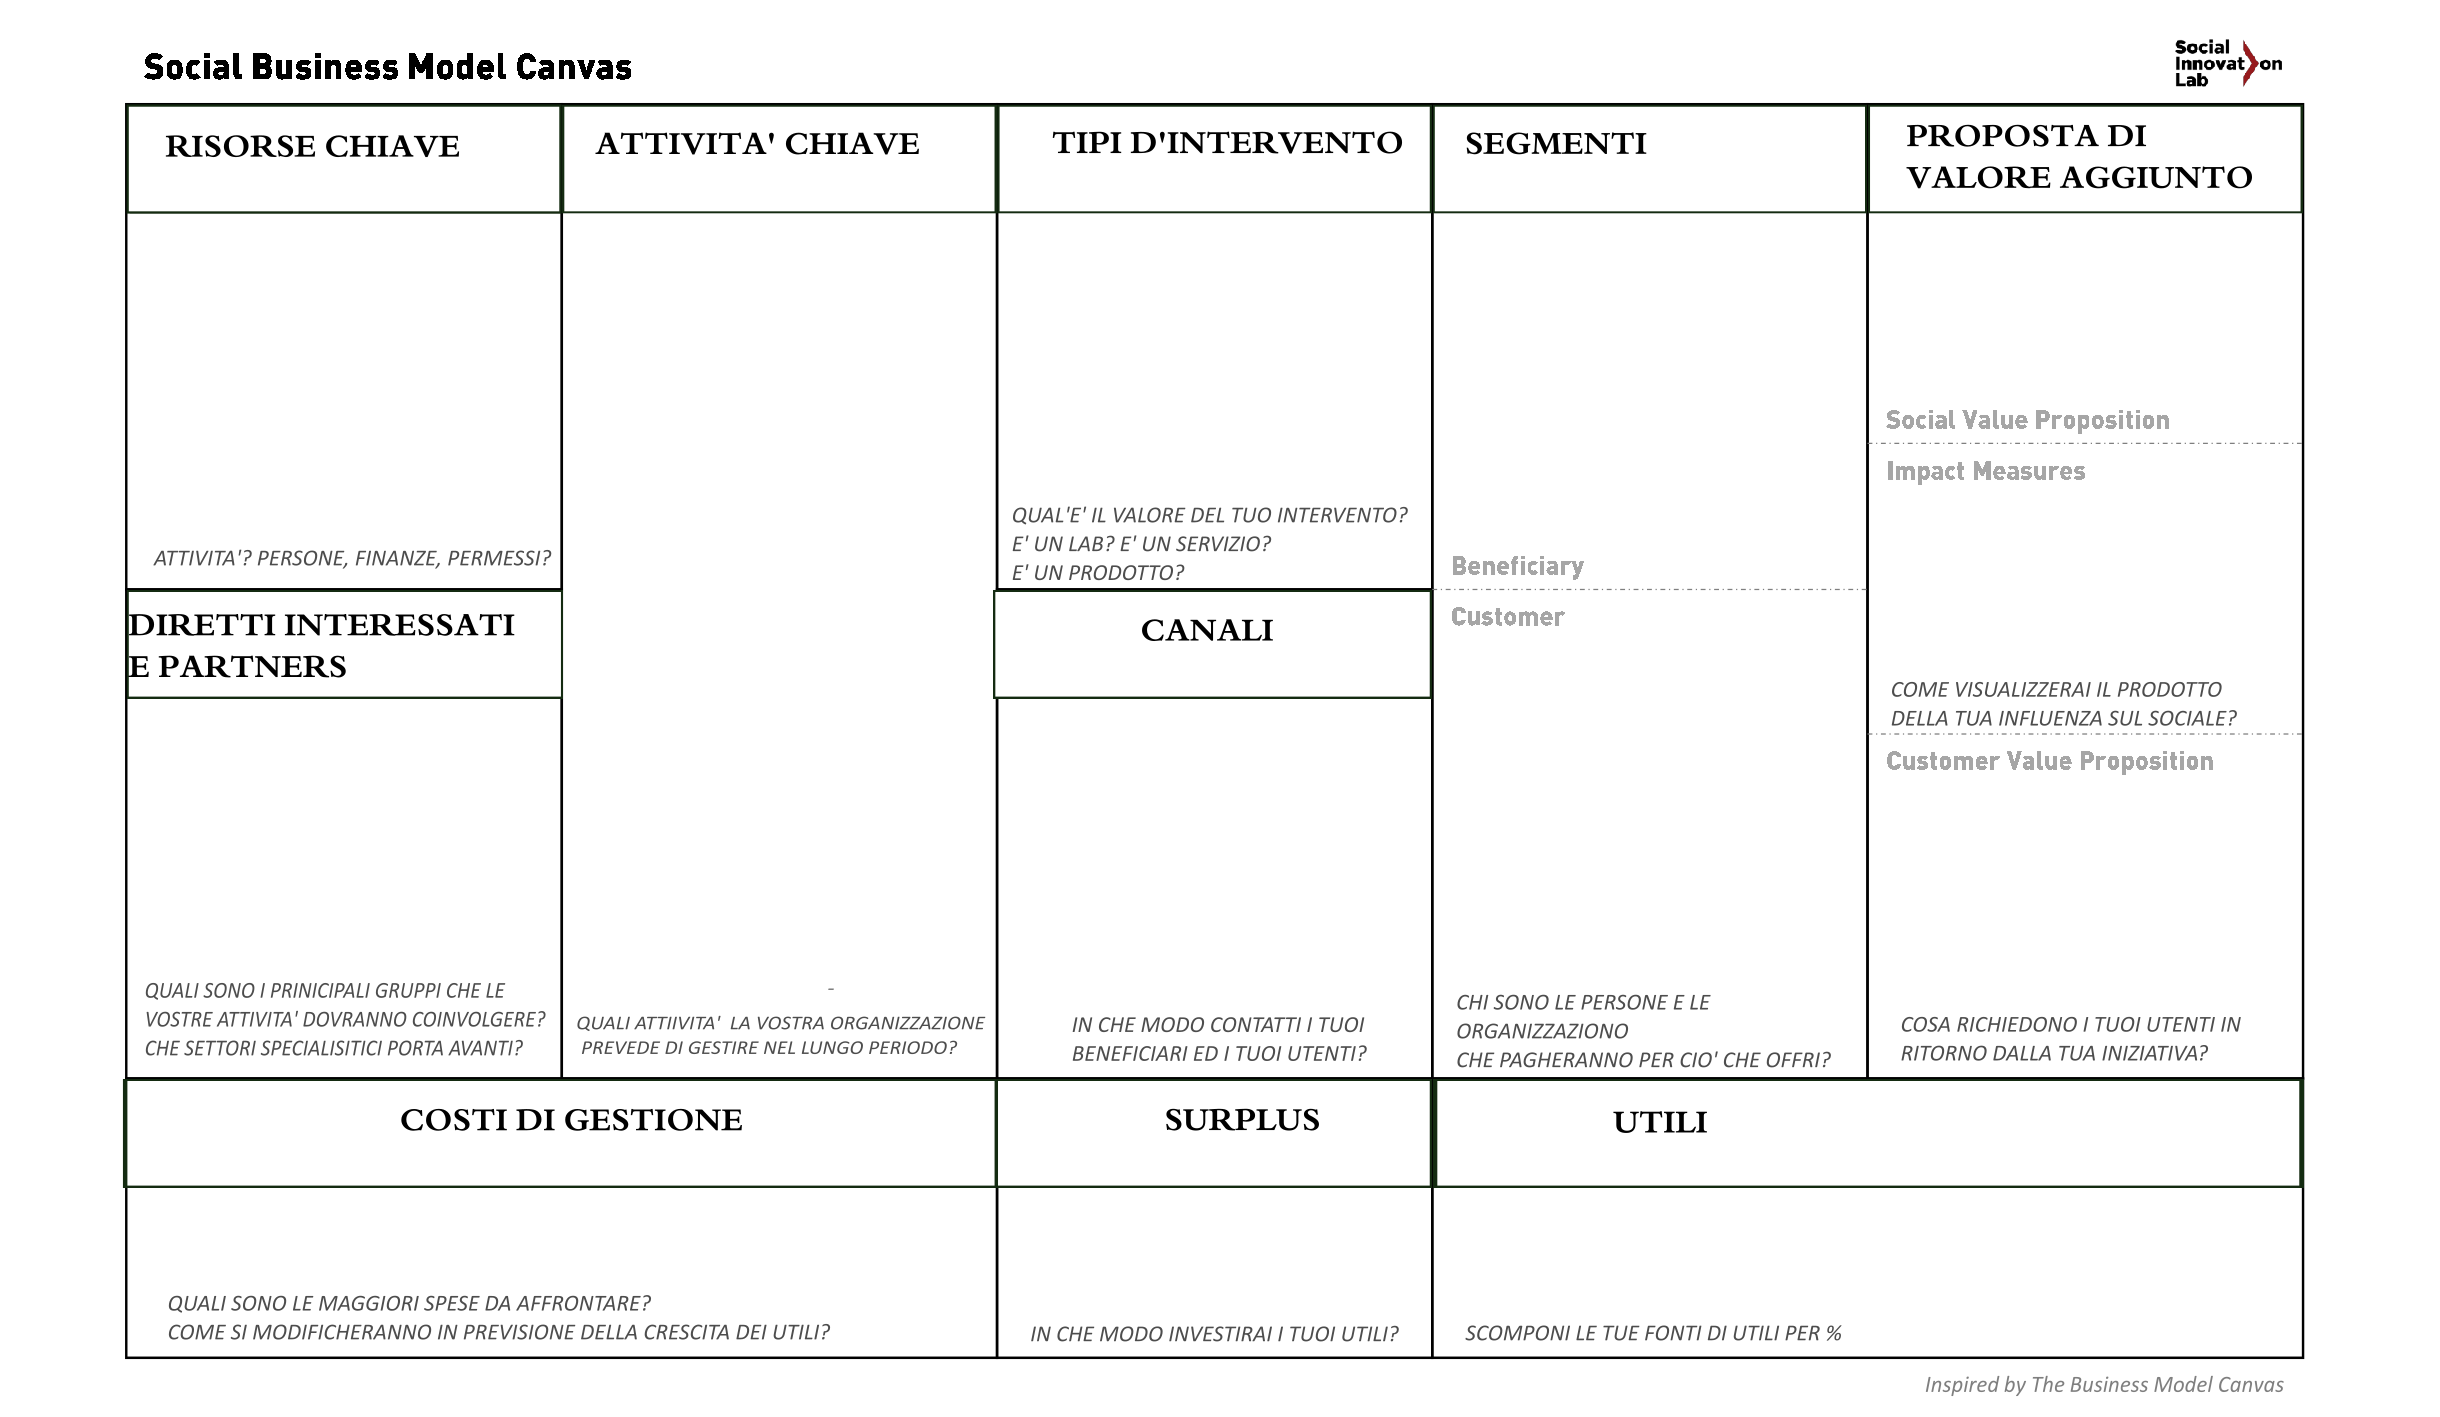 Social Business Model Canvas
Social
Innovat on
Lab
RISORSE CHIAVE
ATTIVITA'? PERSONE, FINANZE, PERMESSI?
DIRETTI INTERESSATI
E PARTNERS
QUALI SONO I PRINICIPALI GRUPPI CHE LE
VOSTRE ATTIVITA' DOVRANNO COINVOLGERE?
CHE SETTORI SPECIALISITICI PORTA AVANTI?
ATTIVITA' CHIAVE
-
QUALI ATTIIVITA' LA VOSTRA ORGANIZZAZIONE
PREVEDE DI GESTIRE NEL LUNGO PERIODO?
TIPI D'INTERVENTO
QUAL'E' IL VALORE DEL TUO INTERVENTO?
E' UN LAB? E' UN SERVIZIO?
E' UN PRODOTTO?
CANALI
IN CHE MODO CONTATTI I TUOI
BENEFICIARI ED I TUOI UTENTI?
SEGMENTI
Beneficiary
Customer
CHI SONO LE PERSONE E LE
ORGANIZZAZIONO
CHE PAGHERANNO PER CIO' CHE OFFRI?
PROPOSTA DI
VALORE AGGIUNTO
Social Value Proposition
Impact Measures
COME VISUALIZZERAI IL PRODOTTO
DELLA TUA INFLUENZA SUL SOCIALE?
Customer Value Proposition
COSA RICHIEDONO I TUOI UTENTI IN
RITORNO DALLA TUA INIZIATIVA?
COSTI DI GESTIONE
QUALI SONO LE MAGGIORI SPESE DA AFFRONTARE?
COME SI MODIFICHERANNO IN PREVISIONE DELLA CRESCITA DEI UTILI?
SURPLUS
IN CHE MODO INVESTIRAI I TUOI UTILI?
UTILI
SCOMPONI LE TUE FONTI DI UTILI PER %
Inspired by The Business Model Canvas